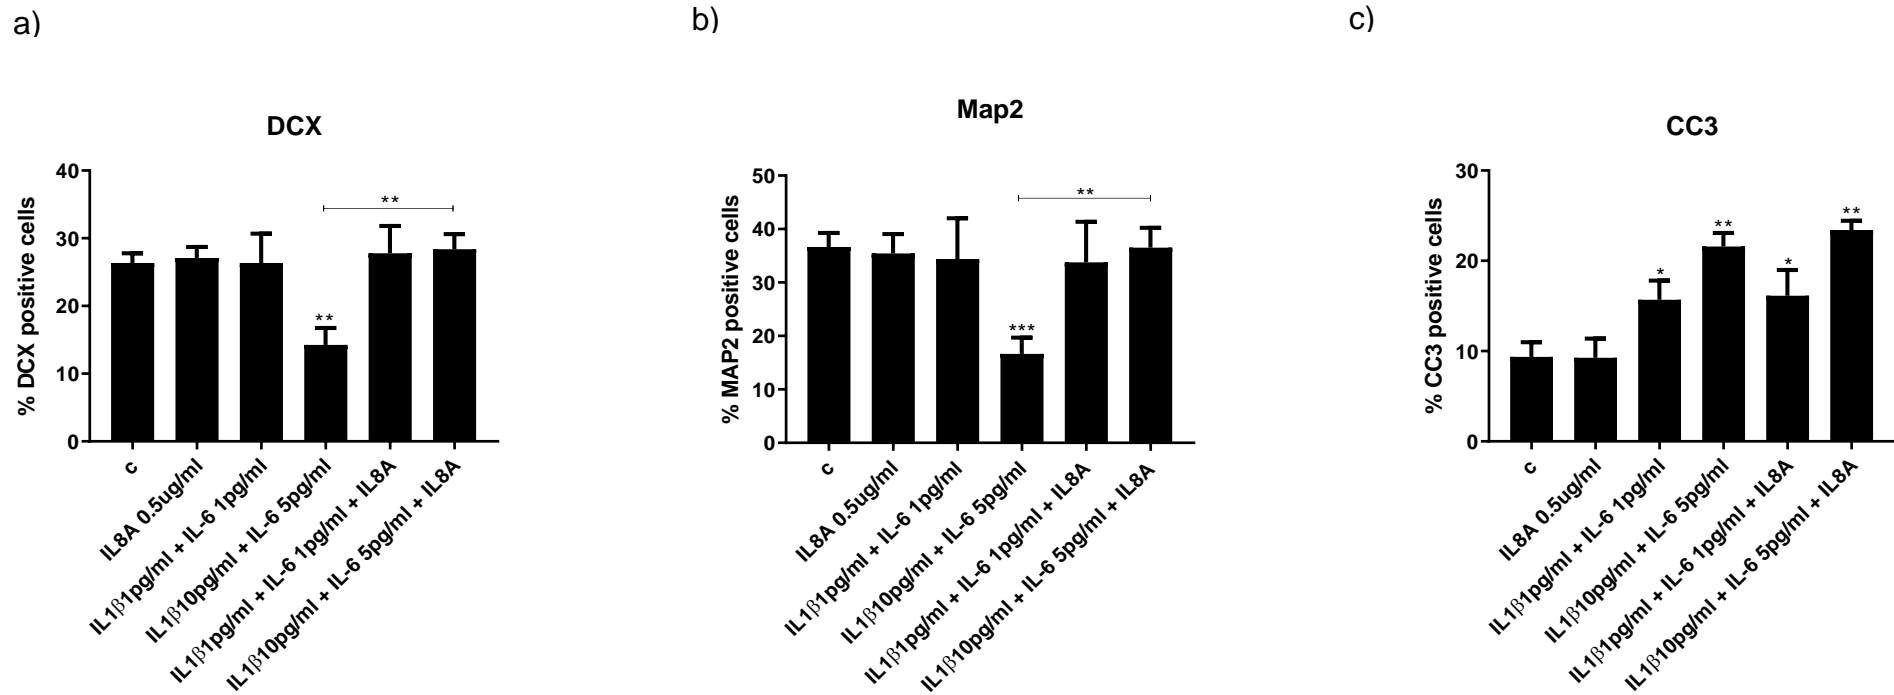 a)
DCX
% DCX positive cells
40
30
20
10
0
**
**
c
IL8A 0.5ug/ml
IL1β1pg/ml + IL-6 1pg/ml
IL1β10pg/ml + IL-6 5pg/ml
IL1β1pg/ml + IL-6 1pg/ml + IL8A
IL1β10pg/ml + IL-6 5pg/ml + IL8A
b)
Map2
% MAP2 positive cells
50
40
30
20
10
0
***
**
c
IL8A 0.5ug/ml
IL1β1pg/ml + IL-6 1pg/ml
IL1β10pg/ml + IL-6 5pg/ml
IL1β1pg/ml + IL-6 1pg/ml + IL8A
IL1β10pg/ml + IL-6 5pg/ml + IL8A
c)
CC3
% CC3 positive cells
30
20
10
0
*
**
*
**
c
IL8A 0.5ug/ml
IL1β1pg/ml + IL-6 1pg/ml
IL1β10pg/ml + IL-6 5pg/ml
IL1β1pg/ml + IL-6 1pg/ml + IL8A
IL1β10pg/ml + IL-6 5pg/ml + IL8A